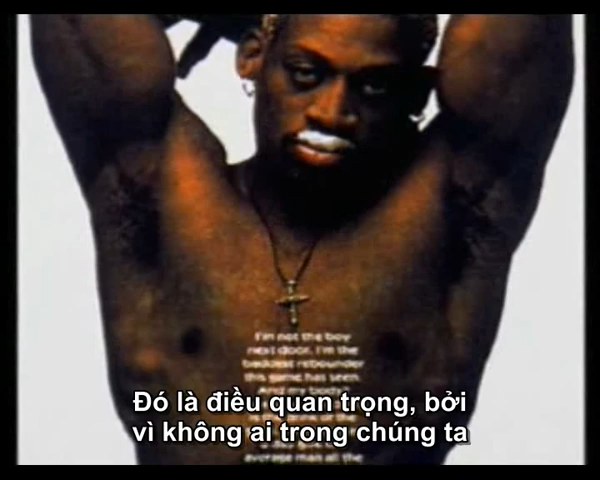 I'm not the boy
next door. I'm the
baddest rebounder
this game has seen.
And my body?
Đó là điều quan trọng, bởi
vì không ai trong chúng ta
average man all the